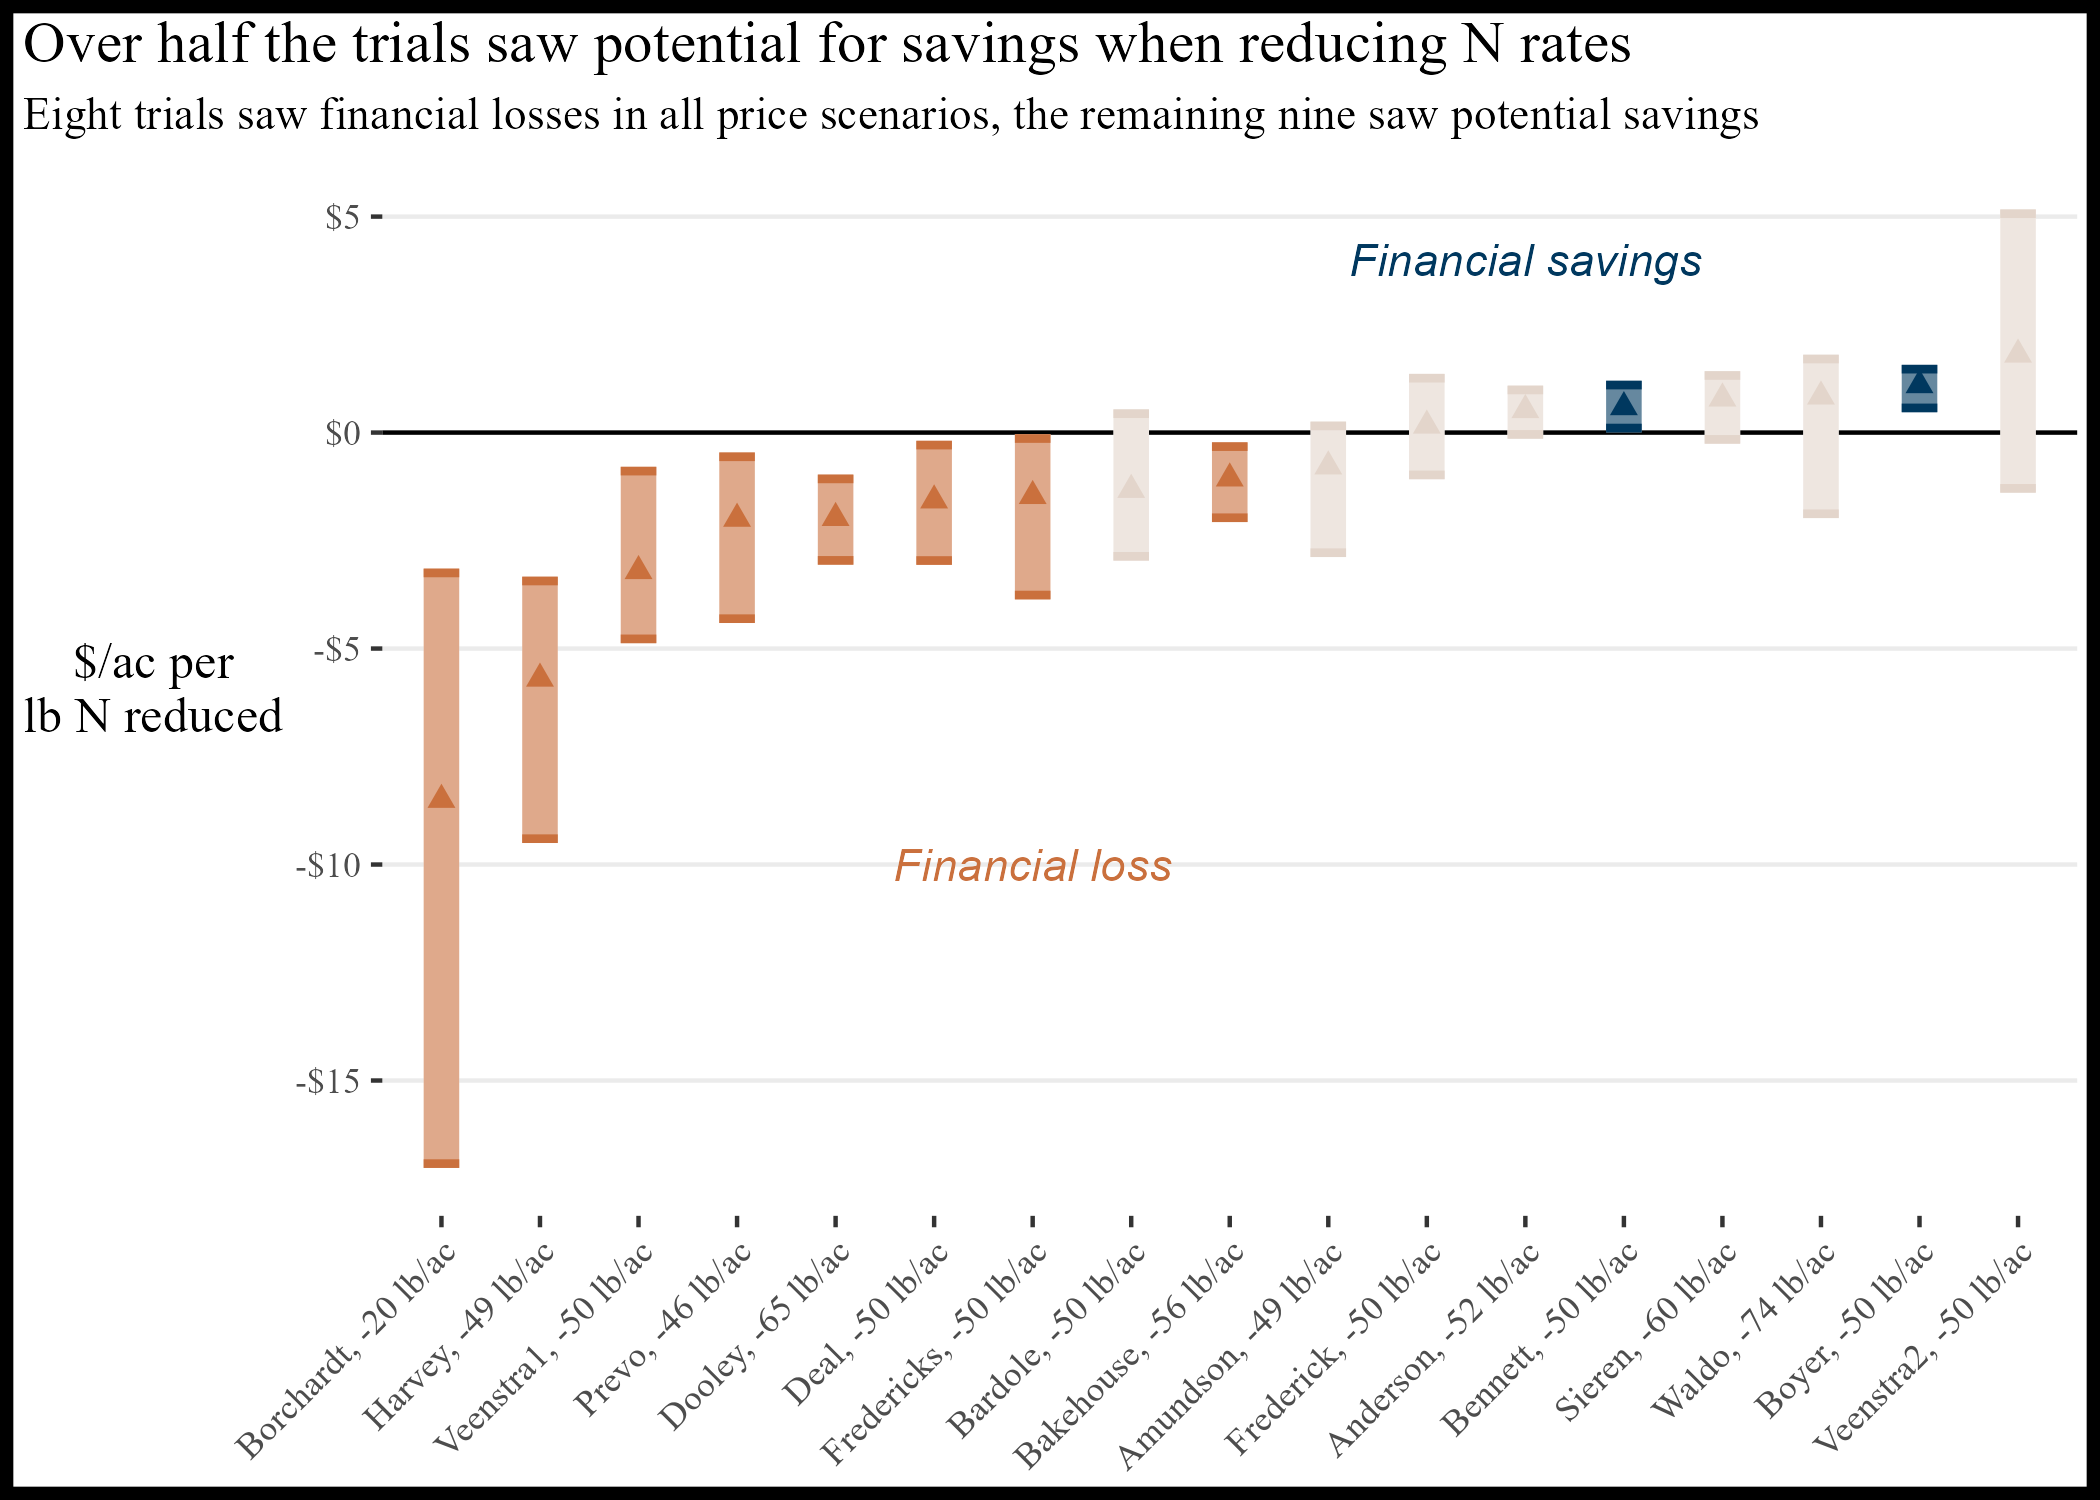 Over half the trials saw potential for savings when reducing N rates
Eight trials saw financial losses in all price scenarios, the remaining nine saw potential savings
$5
Financial savings
$0
-$5
$/ac per
lb N reduced
-$10
Financial loss
-$15
Borchardt, -20 lb/ac
Harvey, -49 lb/ac
Veenstra1, -50 lb/ac
Prevo, -46 lb/ac
Dooley, -65 lb/ac
Deal, -50 lb/ac
Fredericks, -50 lb/ac
Bardole, -50 lb/ac
Bakehouse, -56 lb/ac
Amundson, -49 lb/ac
Frederick, -50 lb/ac
Anderson, -52 lb/ac
Bennett, -50 lb/ac
Sieren, -60 lb/ac
Waldo, -74 lb/ac
Boyer, -50 lb/ac
Veenstra2, -50 lb/ac